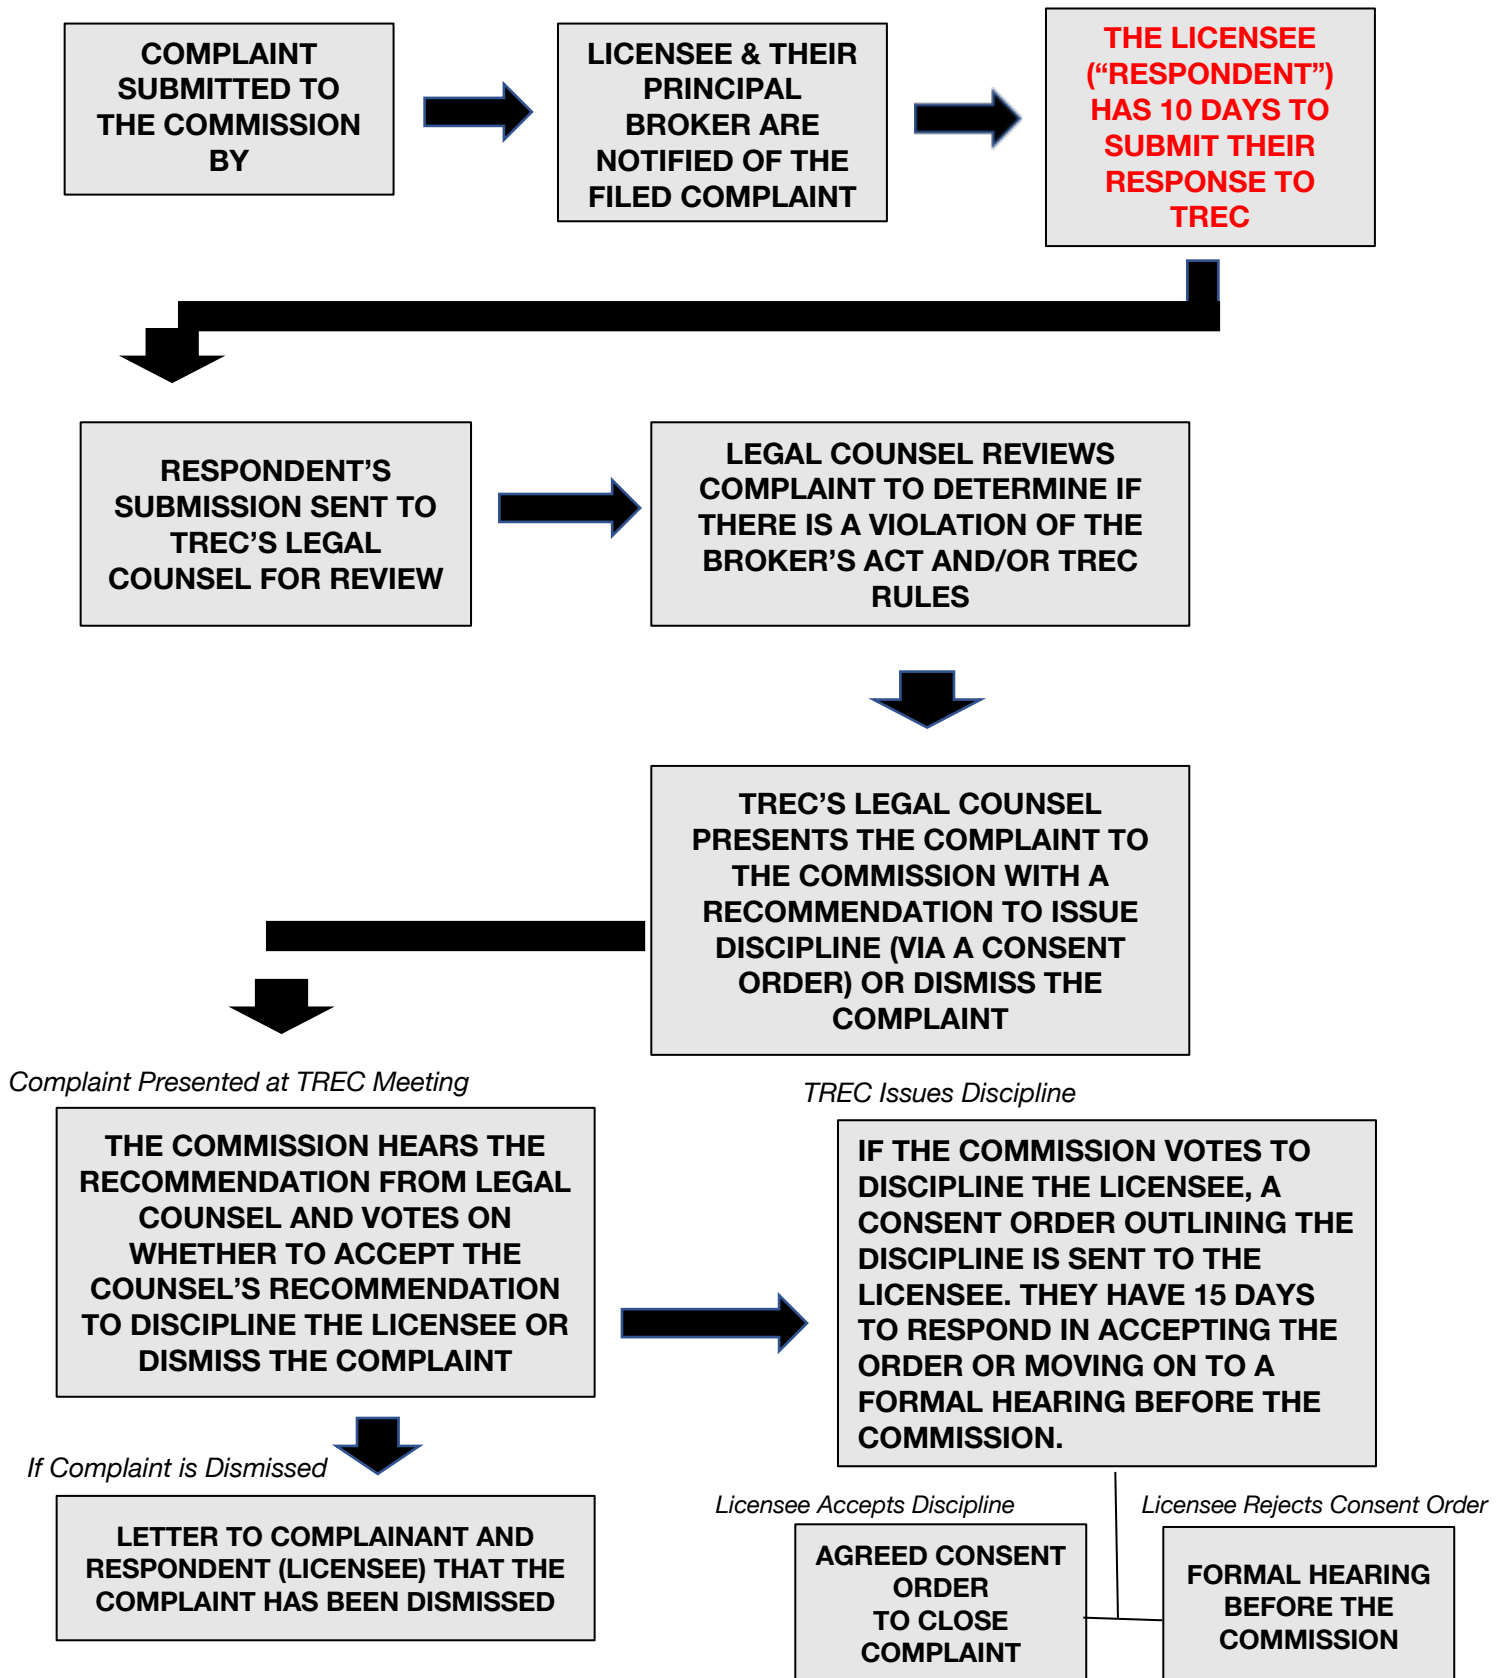 COMPLAINT
SUBMITTED TO
THE COMMISSION
BY
LICENSEE & THEIR
PRINCIPAL
BROKER ARE
NOTIFIED OF THE
FILED COMPLAINT
THE LICENSEE
(“RESPONDENT”)
HAS 10 DAYS TO
SUBMIT THEIR
RESPONSE TO
TREC
RESPONDENT’S
SUBMISSION SENT TO
TREC’S LEGAL
COUNSEL FOR REVIEW
LEGAL COUNSEL REVIEWS
COMPLAINT TO DETERMINE IF
THERE IS A VIOLATION OF THE
BROKER’S ACT AND/OR TREC
RULES
TREC’S LEGAL COUNSEL
PRESENTS THE COMPLAINT TO
THE COMMISSION WITH A
RECOMMENDATION TO ISSUE
DISCIPLINE (VIA A CONSENT
ORDER) OR DISMISS THE
COMPLAINT
Complaint Presented at TREC Meeting
THE COMMISSION HEARS THE
RECOMMENDATION FROM LEGAL
COUNSEL AND VOTES ON
WHETHER TO ACCEPT THE
COUNSEL’S RECOMMENDATION
TO DISCIPLINE THE LICENSEE OR
DISMISS THE COMPLAINT
TREC Issues Discipline
IF THE COMMISSION VOTES TO
DISCIPLINE THE LICENSEE, A
CONSENT ORDER OUTLINING THE
DISCIPLINE IS SENT TO THE
LICENSEE. THEY HAVE 15 DAYS
TO RESPOND IN ACCEPTING THE
ORDER OR MOVING ON TO A
FORMAL HEARING BEFORE THE
COMMISSION.
If Complaint is Dismissed
LETTER TO COMPLAINANT AND
RESPONDENT (LICENSEE) THAT THE
COMPLAINT HAS BEEN DISMISSED
Licensee Accepts Discipline
AGREED CONSENT
ORDER
TO CLOSE
COMPLAINT
Licensee Rejects Consent Order
FORMAL HEARING
BEFORE THE
COMMISSION